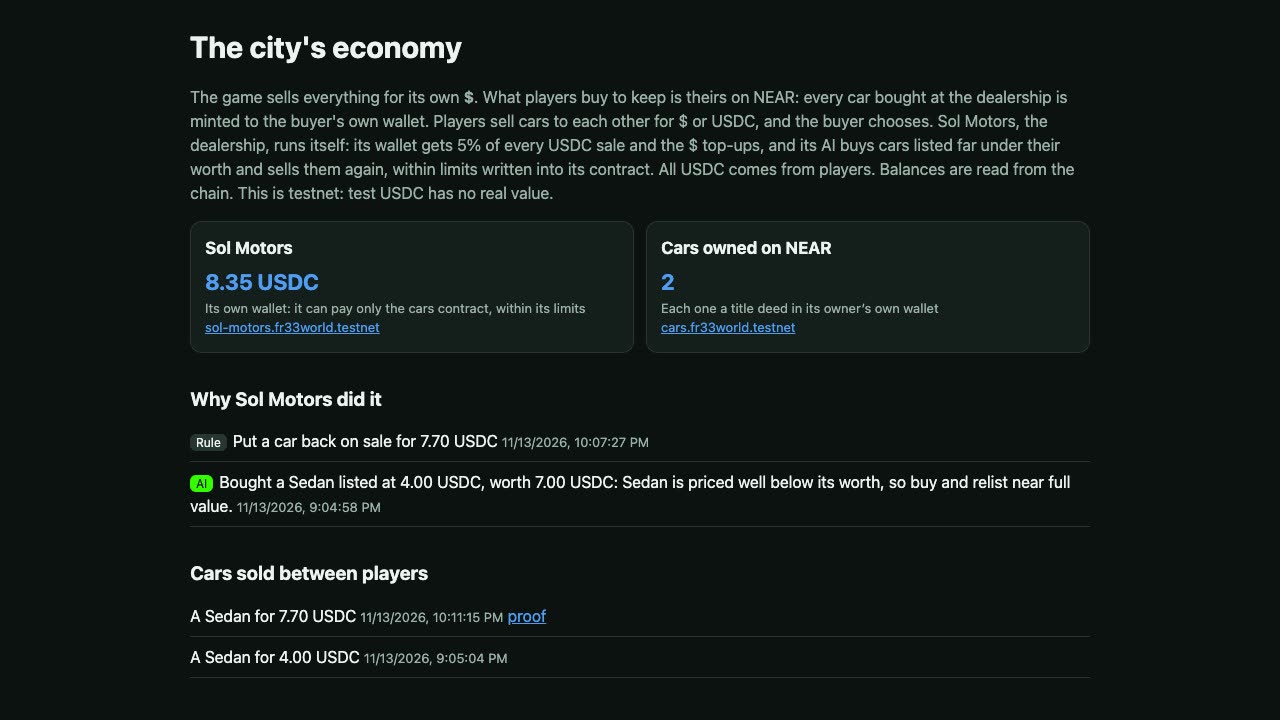 The city's economy
The game sells everything for its own $. What players buy to keep is theirs on NEAR: every car bought at the dealership is
minted to the buyer's own wallet. Players sell cars to each other for $ or USDC, and the buyer chooses. Sol Motors, the
dealership, runs itself: its wallet gets 5% of every USDC sale and the $ top-ups, and its AI buys cars listed far under their
worth and sells them again, within limits written into its contract. All USDC comes from players. Balances are read from the
chain. This is testnet: test USDC has no real value.
Sol Motors
8.35 USDC
Its own wallet: it can pay only the cars contract, within its limits
sol-motors.fr33world.testnet
Cars owned on NEAR
2
Each one a title deed in its owner’s own wallet
cars.fr33world.testnet
Why Sol Motors did it
Rule Put a car back on sale for 7.70 USDC 11/13/2026, 10:07:27 PM
AI Bought a Sedan listed at 4.00 USDC, worth 7.00 USDC: Sedan is priced well below its worth, so buy and relist near full
value. 11/13/2026, 9:04:58 PM
Cars sold between players
A Sedan for 7.70 USDC 11/13/2026, 10:11:15 PM proof
A Sedan for 4.00 USDC 11/13/2026, 9:05:04 PM